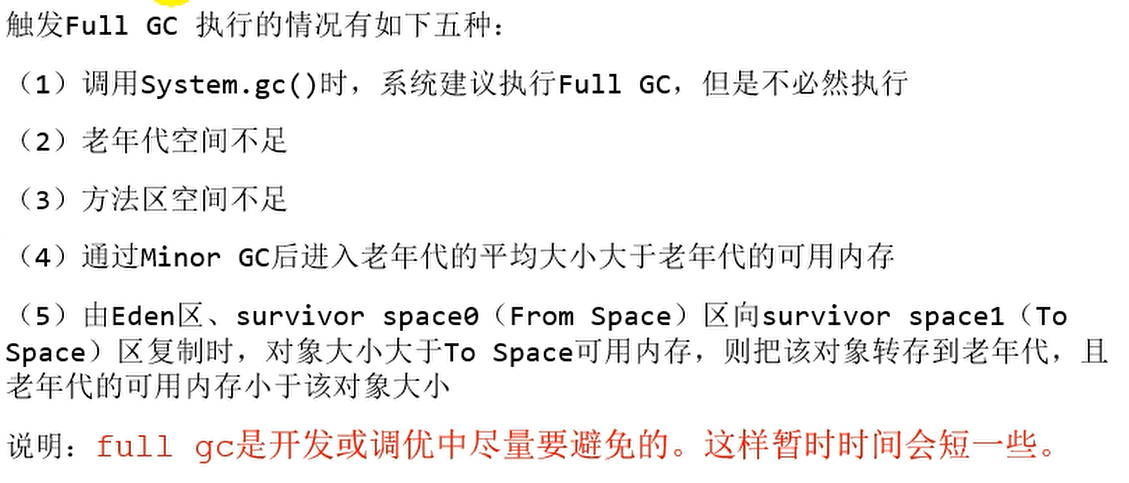 触发Full GC 执行的情况有如下五种：
（1）调用System.gc()时，系统建议执行Full GC，但是不必然执行
（2）老年代空间不足
（3）方法区空间不足
（4）通过Minor GC后进入老年代的平均大小大于老年代的可用内存
（5）由Eden区、survivor space0（From Space）区向survivor space1（To
Space）区复制时，对象大小大于To Space可用内存，则把该对象转存到老年代，且
老年代的可用内存小于该对象大小
说明：full gc是开发或调优中尽量要避免的。这样暂时时间会短一些。